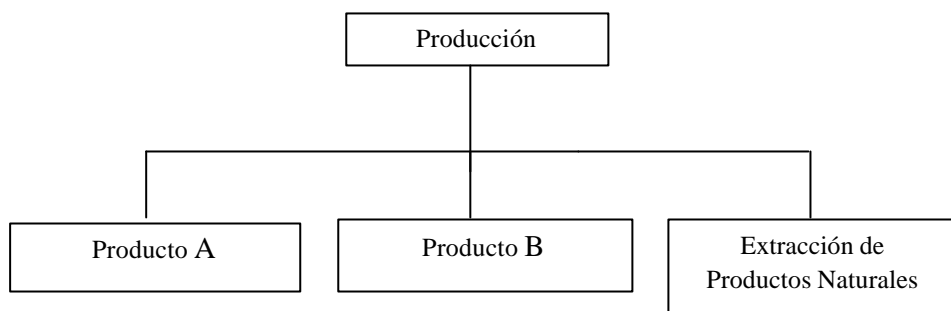 Producción
Producto A
Producto B
Extracción de
Productos Naturales